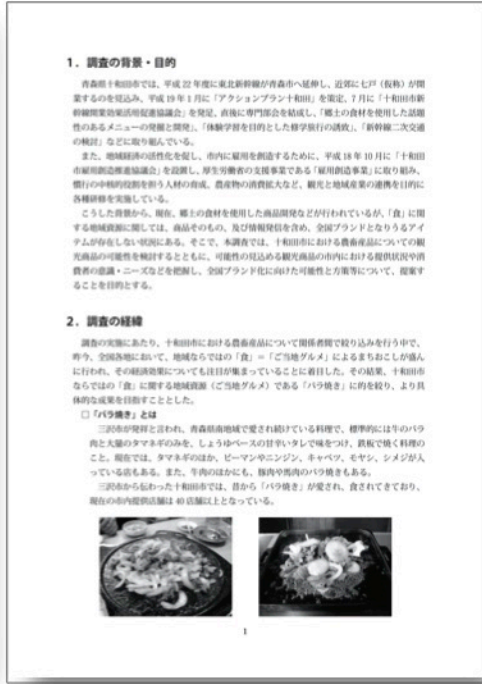 1．調査の背景・目的
青森県十和田市では、平成 22 年度に東北新幹線が青森市へ延伸し、近郊に七戸（仮称）が開
業するのを見込み、平成 19 年 1 月に「アクションプラン十和田」を策定、7 月に「十和田市新
幹線開業効果活用促進協議会」を発足、直後に専門部会を結成し、「郷土の食材を使用した話題
性のあるメニューの発掘と開発」、「体験学習を目的とした修学旅行の誘致」、「新幹線二次交通
の検討」などに取り組んでいる。
また、地域経済の活性化を促し、市内に雇用を創造するために、平成 18 年 10 月に「十和田
市雇用創造推進協議会」を設置し、厚生労働省の支援事業である「雇用創造事業」に取り組み、
慣行の中核的役割を担う人材の育成、農産物の消費拡大など、観光と地域産業の連携を目的に
各種研修を実施している。
こうした背景から、現在、郷土の食材を使用した商品開発などが行われているが、「食」に関
する地域資源に関しては、商品そのもの、及び情報発信を含め、全国ブランドとなりうるアイ
テムが存在しない状況にある。そこで、本調査では、十和田市における農畜産品についての観
光商品の可能性を検討するとともに、可能性の見込める観光商品の市内における提供状況や消
費者の意識・ニーズなどを把握し、全国ブランド化に向けた可能性と方策等について、提案す
ることを目的とする。
2．調査の経緯
調査の実施にあたり、十和田市における農畜産品について関係者間で絞り込みを行う中で、
昨今、全国各地において、地域ならではの「食」＝「ご当地グルメ」によるまちおこしが盛ん
に行われ、その経済効果についても注目が集まっていることに着目した。その結果、十和田市
ならではの「食」に関する地域資源（ご当地グルメ）である「バラ焼き」に的を絞り、より具
体的な成果を目指すこととした。
□「バラ焼き」とは
三沢市が発祥と言われ、青森県南地域で愛され続けている料理で、標準的には牛のバラ
肉と大量のタマネギのみを、しょうゆベースの甘辛いタレで味をつけ、鉄板で焼く料理の
こと。現在では、タマネギのほか、ピーマンやニンジン、キャベツ、モヤシ、シメジが入
っている店もある。また、牛肉のほかにも、豚肉や馬肉のバラ焼きもある。
三沢市から伝わった十和田市では、昔から「バラ焼き」が愛され、食されてきており、
現在の市内提供店舗は 40 店舗以上となっている。
1